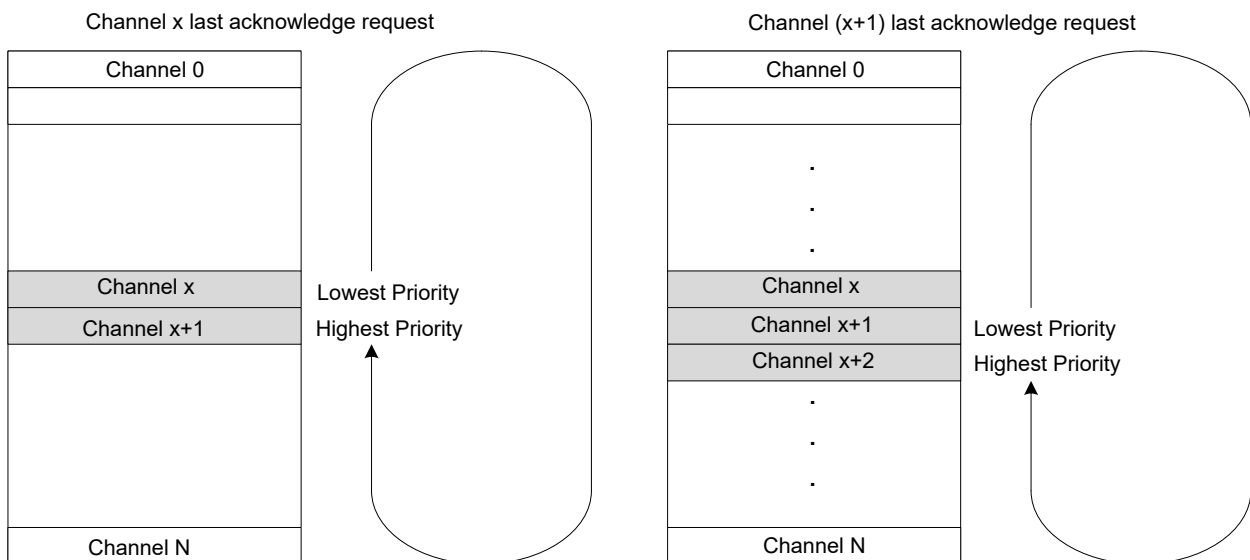 Channel x last acknowledge request
Channel 0
Channel x
Lowest Priority
Channel x+1
Highest Priority
Channel N
Channel (x+1) last acknowledge request
Channel 0
.
.
.
Channel x
Channel x+1
Lowest Priority
Channel x+2
Highest Priority
.
.
.
Channel N